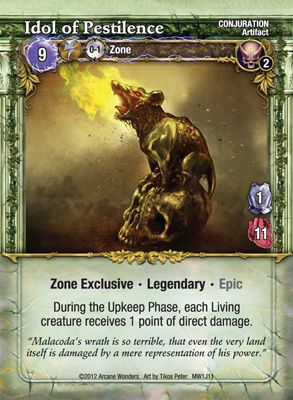 Idol of Pestilence
CONJURATION
Artifact
9
0-1 Zone
2
1
11
Zone Exclusive • Legendary • Epic
During the Upkeep Phase, each Living
creature receives 1 point of direct damage.
“Malacoda’s wrath is so terrible, that even the very land
itself is damaged by a mere representation of his power.”
©2012 Arcane Wonders. Art by Tikos Peter. MW1J11